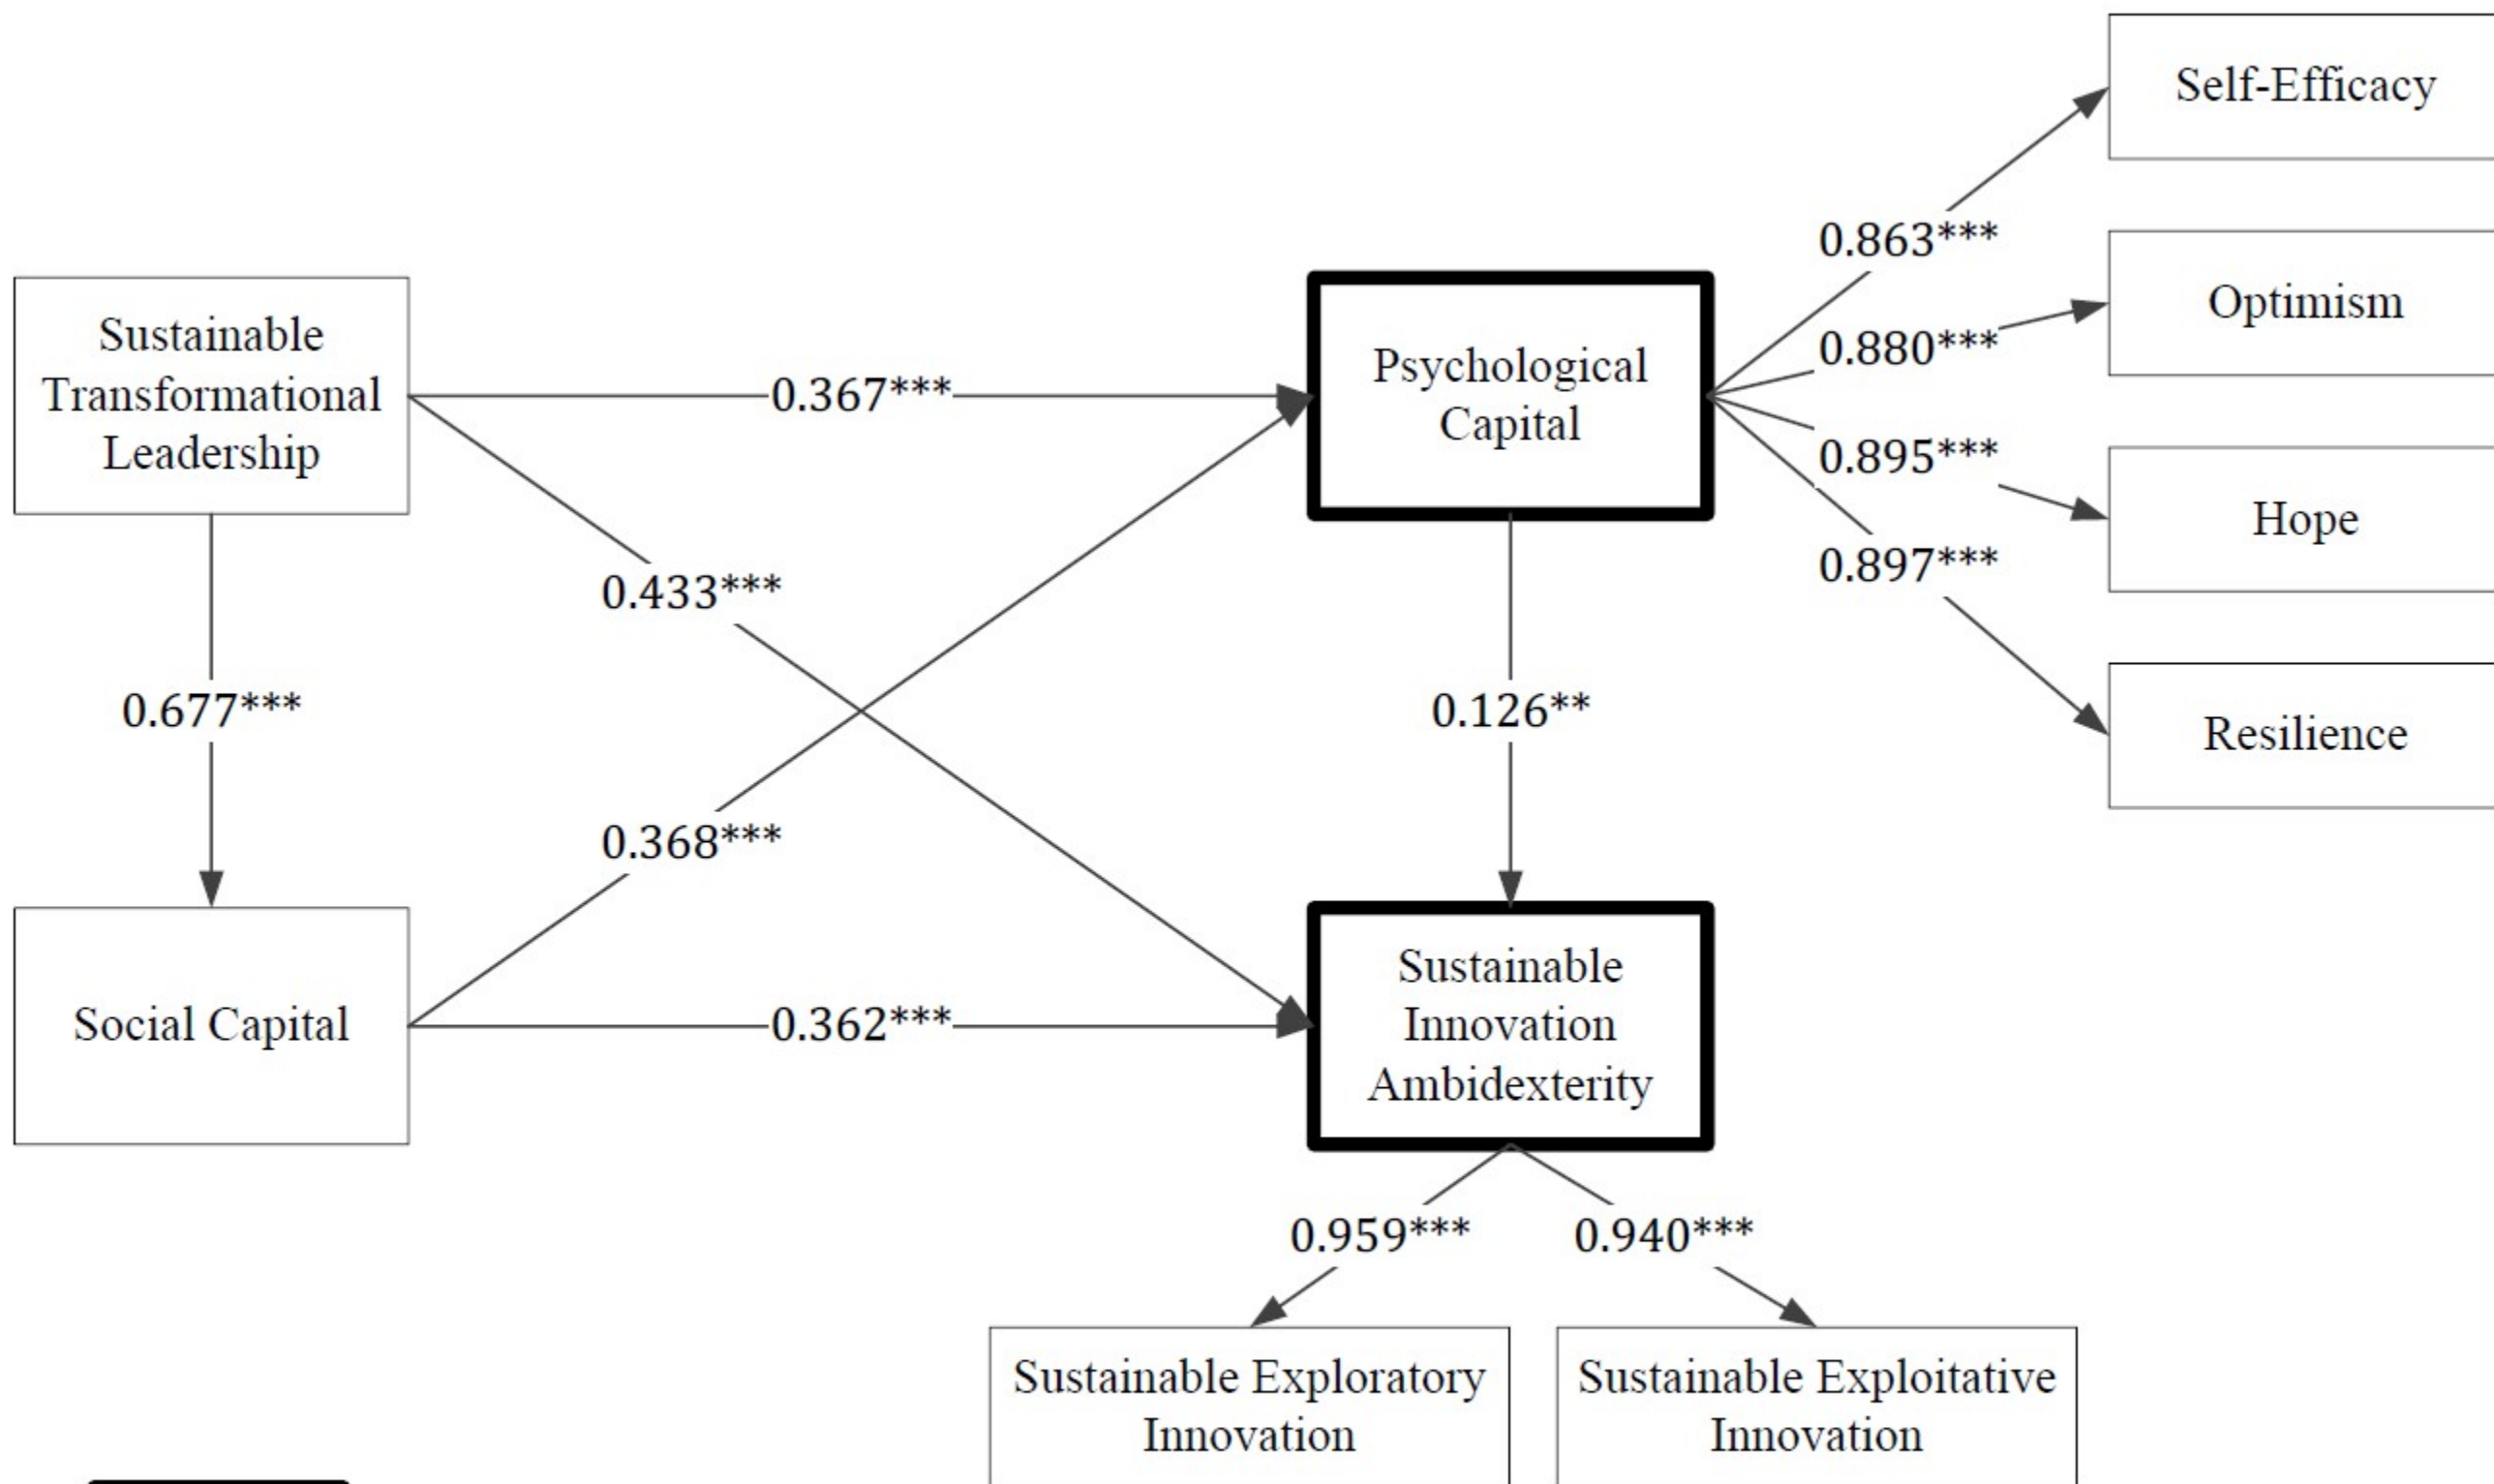 Self-Efficacy
0.863***
Optimism
0.880***
Sustainable
Transformational
Leadership
0.367***
Psychological
Capital
0.895***
Hope
0.897***
0.433***
0.677***
0.126**
Resilience
0.368***
Social Capital
0.362***
Sustainable
Innovation
Ambidexterity
0.959***
0.940***
Sustainable Exploratory
Innovation
Sustainable Exploitative
Innovation